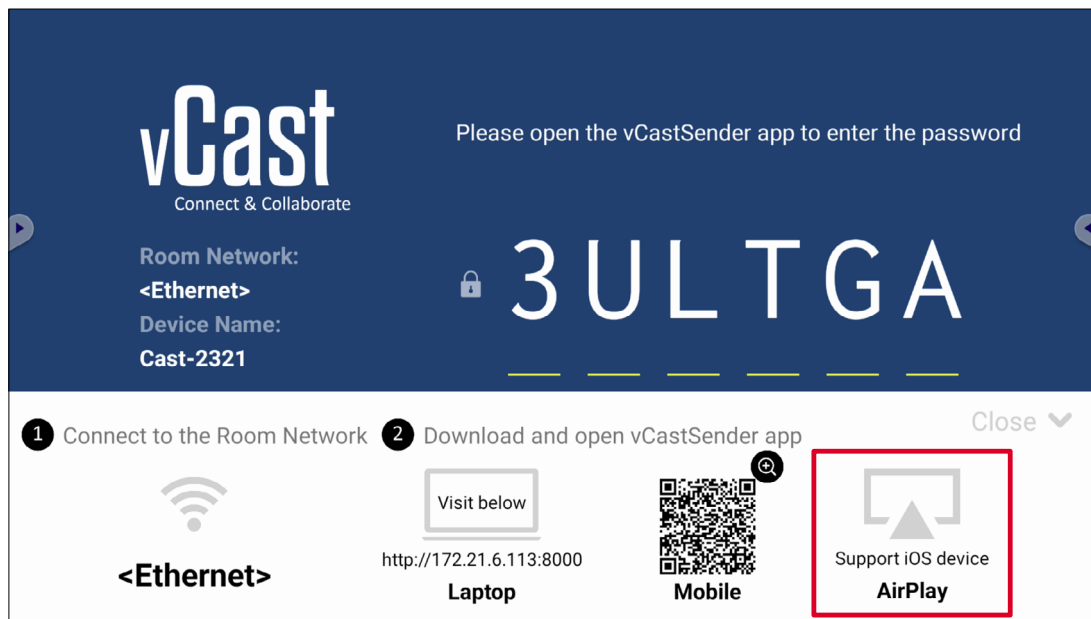 vCast
Connect & Collaborate
Please open the vCastSender app to enter the password
Room Network:
<Ethernet>
Device Name:
Cast-2321
3ULTGA
Close
1 Connect to the Room Network
2 Download and open vCastSender app
<Ethernet>
Visit below
http://172.21.6.113:8000
Laptop
Mobile
Support iOS device
AirPlay